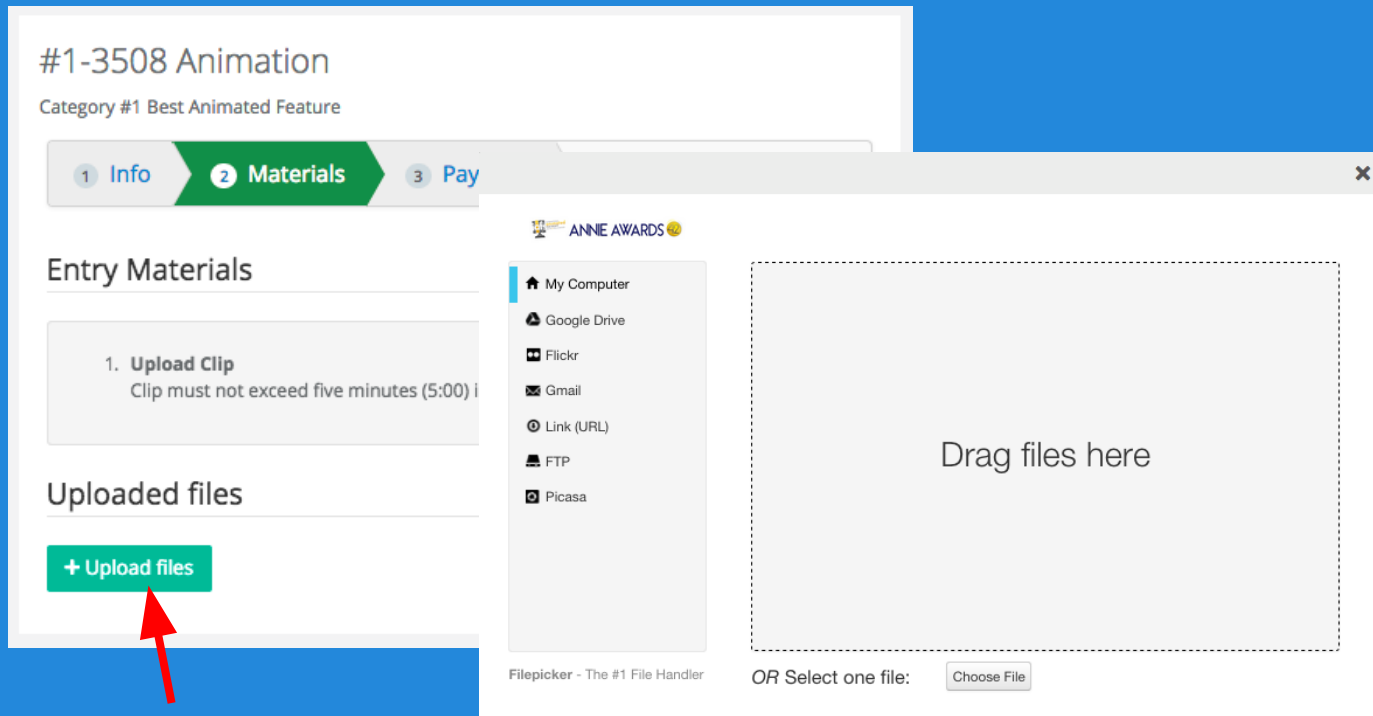 #1-3508 Animation
Category #1 Best Animated Feature
1 Info
2 Materials
3 Pay
Entry Materials
1. Upload Clip
Clip must not exceed five minutes (5:00) i
Uploaded files
+ Upload files
ANNIE AWARDS
My Computer
Google Drive
Flickr
Gmail
Link (URL)
FTP
Picasa
Filepicker - The #1 File Handler
Drag files here
OR Select one file:
Choose File